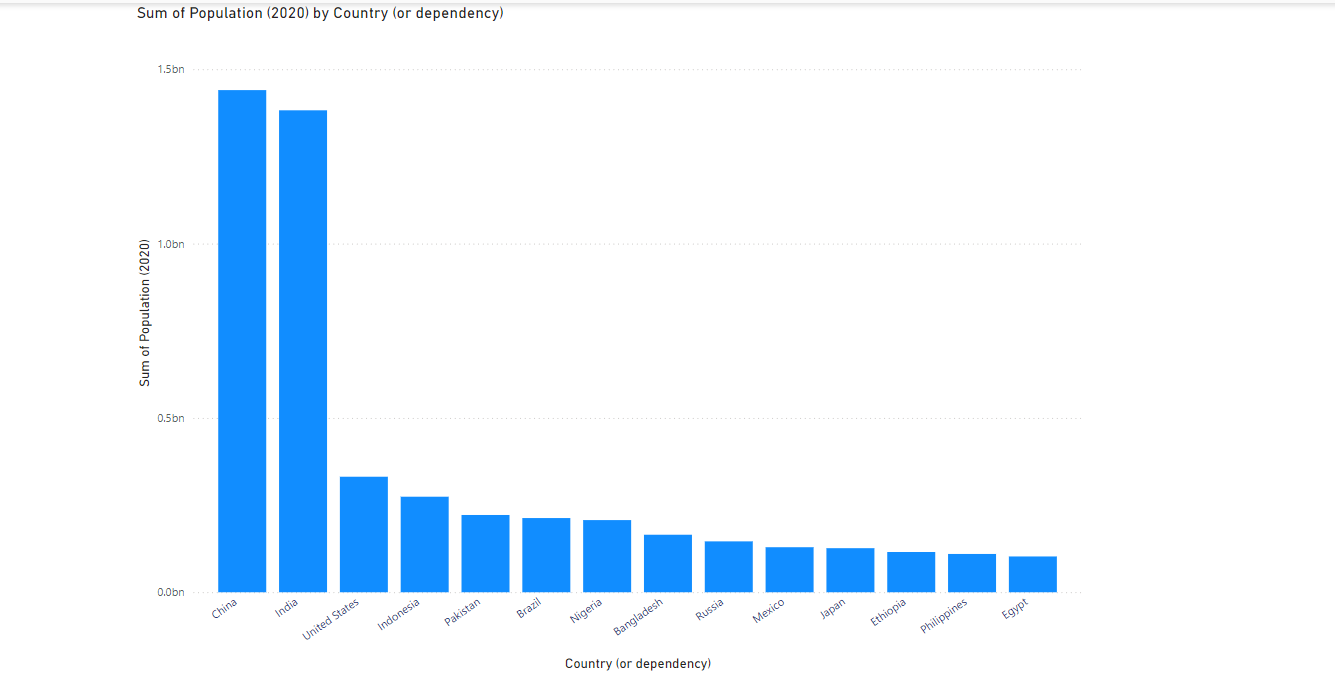 Sum of Population (2020) by Country (or dependency)
1.5bn
1.0bn
0.5bn
0.0bn
Sum of Population (2020)
China
India
United States
Indonesia
Pakistan
Brazil
Nigeria
Bangladesh
Russia
Mexico
Japan
Ethiopia
Philippines
Egypt
Country (or dependency)